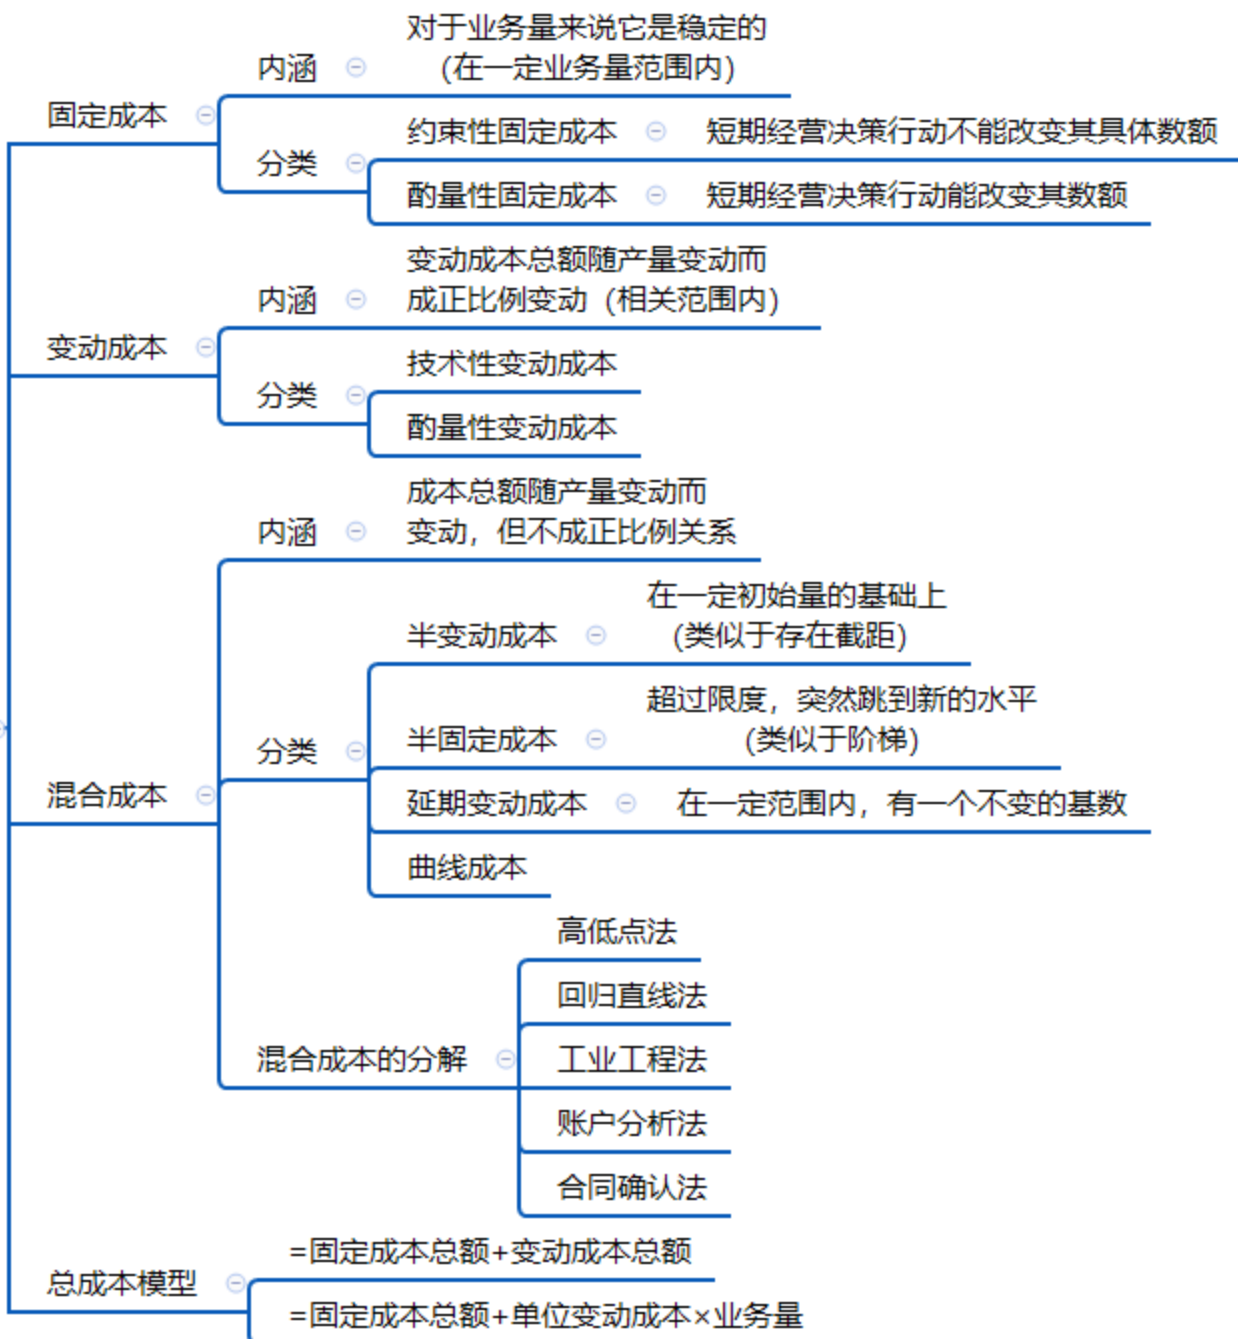 固定成本
内涵
对于业务量来说它是稳定的
（在一定业务量范围内）
分类
约束性固定成本
短期经营决策行动不能改变其具体数额
酌量性固定成本
短期经营决策行动能改变其数额
变动成本
内涵
变动成本总额随产量变动而
成正比例变动（相关范围内）
分类
技术性变动成本
酌量性变动成本
混合成本
内涵
成本总额随产量变动而
变动，但不成正比例关系
分类
半变动成本
在一定初始量的基础上
（类似于存在截距）
半固定成本
超过限度，突然跳到新的水平
（类似于阶梯）
延期变动成本
在一定范围内，有一个不变的基数
曲线成本
混合成本的分解
高低点法
回归直线法
工业工程法
账户分析法
合同确认法
总成本模型
=固定成本总额+变动成本总额
=固定成本总额+单位变动成本×业务量